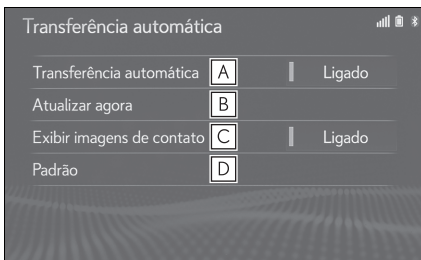 Transferência automática
Transferência automática A Ligado
Atualizar agora B
Exibir imagens de contato C Ligado
Padrão D